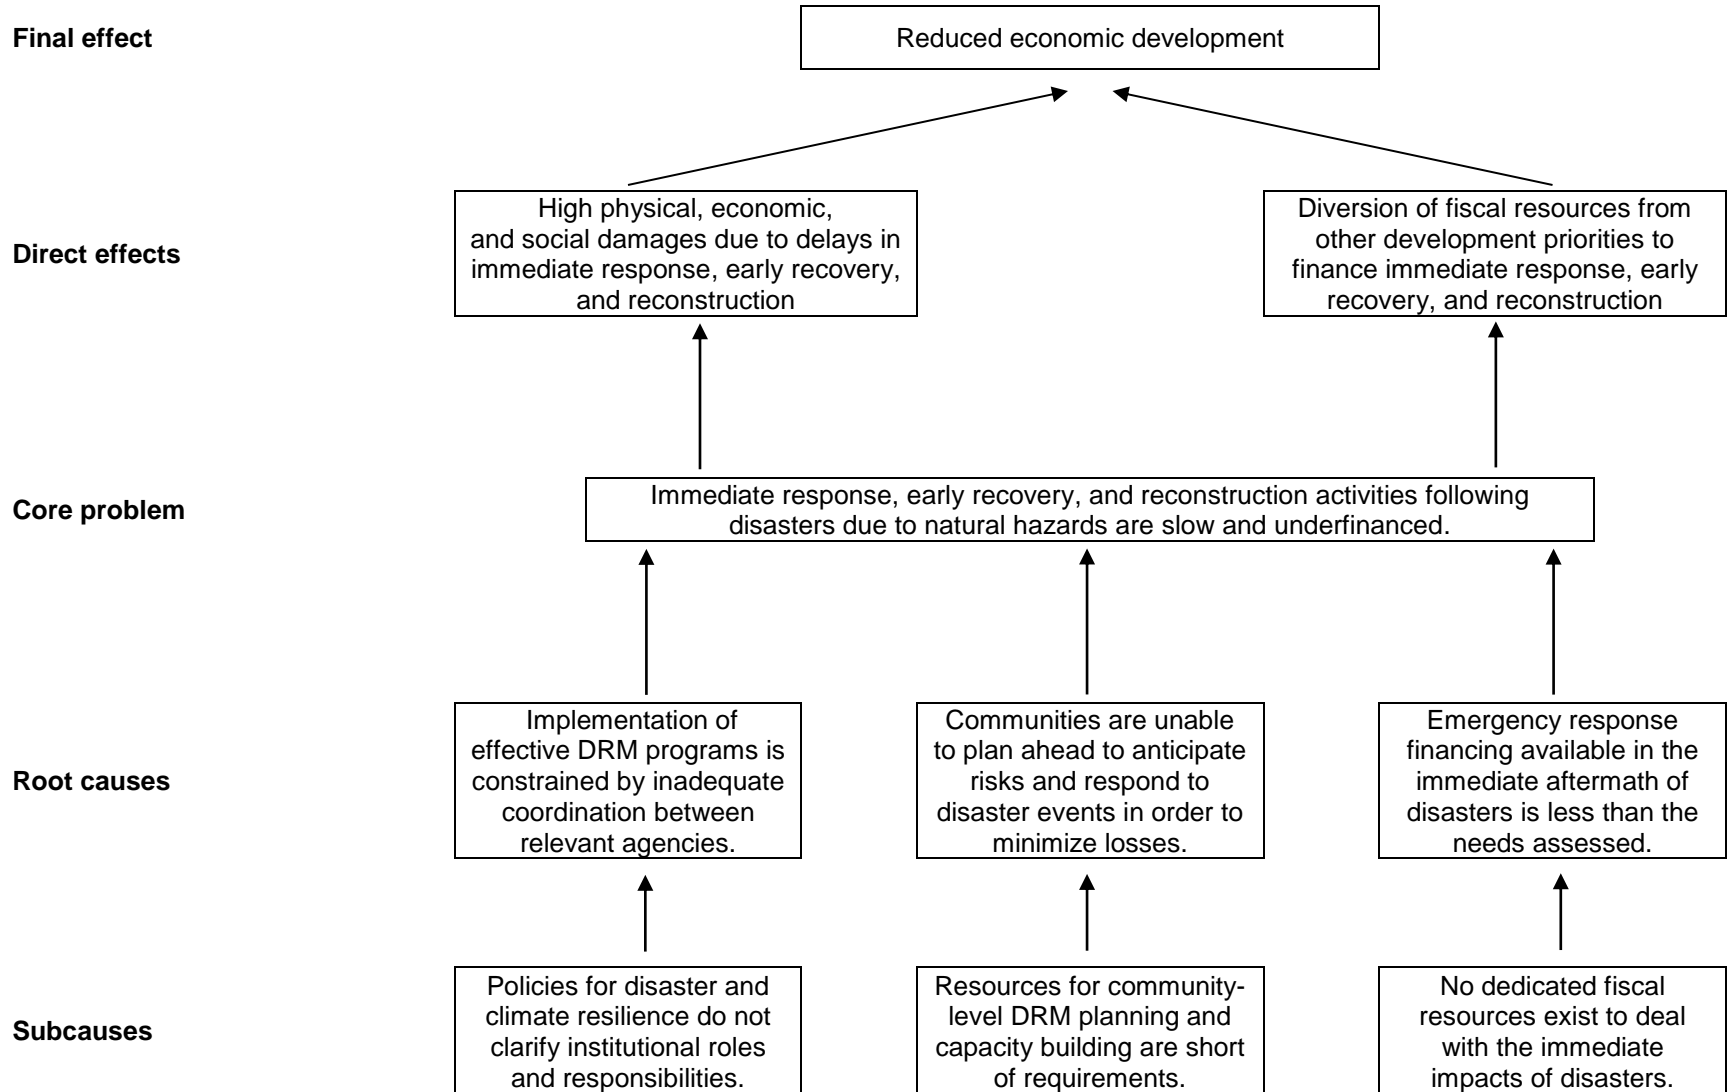 Final effect
Reduced economic development
Direct effects
High physical, economic,
and social damages due to delays in
immediate response, early recovery,
and reconstruction
Diversion of fiscal resources from
other development priorities to
finance immediate response, early
recovery, and reconstruction
Core problem
Immediate response, early recovery, and reconstruction activities following
disasters due to natural hazards are slow and underfinanced.
Root causes
Implementation of
effective DRM programs is
constrained by inadequate
coordination between
relevant agencies.
Communities are unable
to plan ahead to anticipate
risks and respond to
disaster events in order to
minimize losses.
Emergency response
financing available in the
immediate aftermath of
disasters is less than the
needs assessed.
Subcauses
Policies for disaster and
climate resilience do not
clarify institutional roles
and responsibilities.
Resources for community-
level DRM planning and
capacity building are short
of requirements.
No dedicated fiscal
resources exist to deal
with the immediate
impacts of disasters.